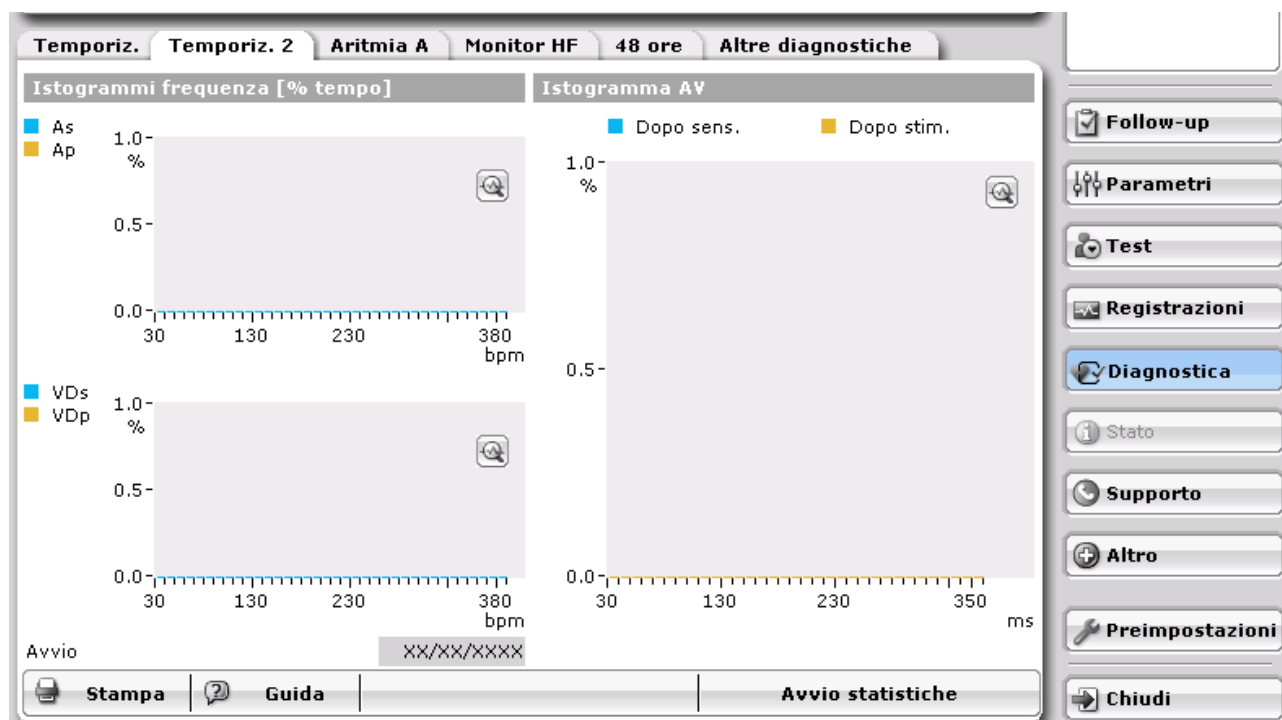 Temporiz. Temporiz. 2 Aritmia A Monitor HF 48 ore Altre diagnostiche
Istogrammi frequenza [% tempo]
As
Ap
1.0
%
0.5
0.0
30 130 230 380
bpm
VDs
VDp
1.0
%
0.5
0.0
30 130 230 380
bpm
Avvio XX/XX/XXXX
Istogramma AV
Dopo sens. Dopo stim.
1.0
%
0.5
0.0
30 130 230 350
ms
Stampa Guida Avvio statistiche
Follow-up
Parametri
Test
Registrazioni
Diagnostica
Stato
Supporto
Altro
Preimpostazioni
Chiudi